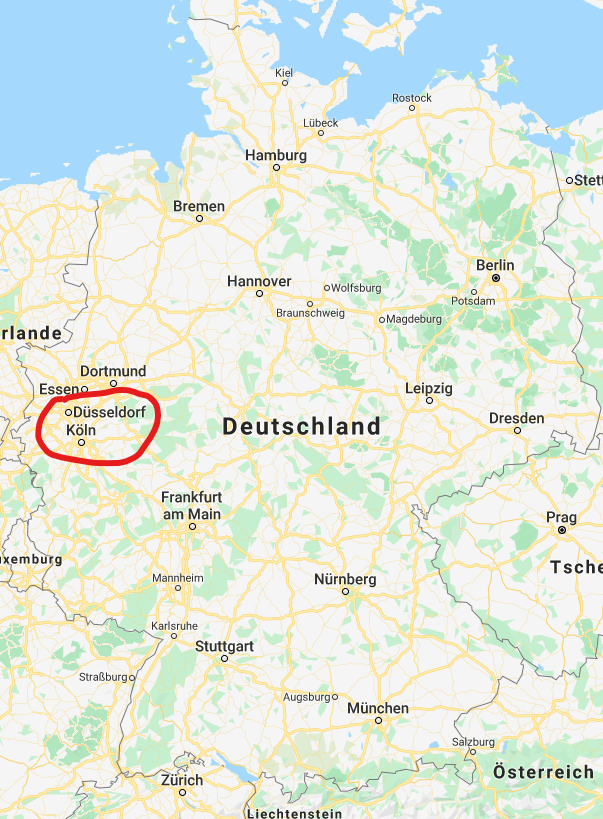 Kiel
Rostock
Lübeck
Hamburg
Stett
Bremen
Berlin
Hannover
Wolfsburg
Potsdam
Braunschweig
Magdeburg
rlande
Dortmund
Essen
Leipzig
Düsseldorf
Köln
Deutschland
Dresden
Frankfurt
am Main
Prag
uxemburg
Tsche
Mannheim
Nürnberg
Karlsruhe
Stuttgart
Straßburg
Augsburg
München
Salzburg
Österreich
Zürich
Liechtenstein